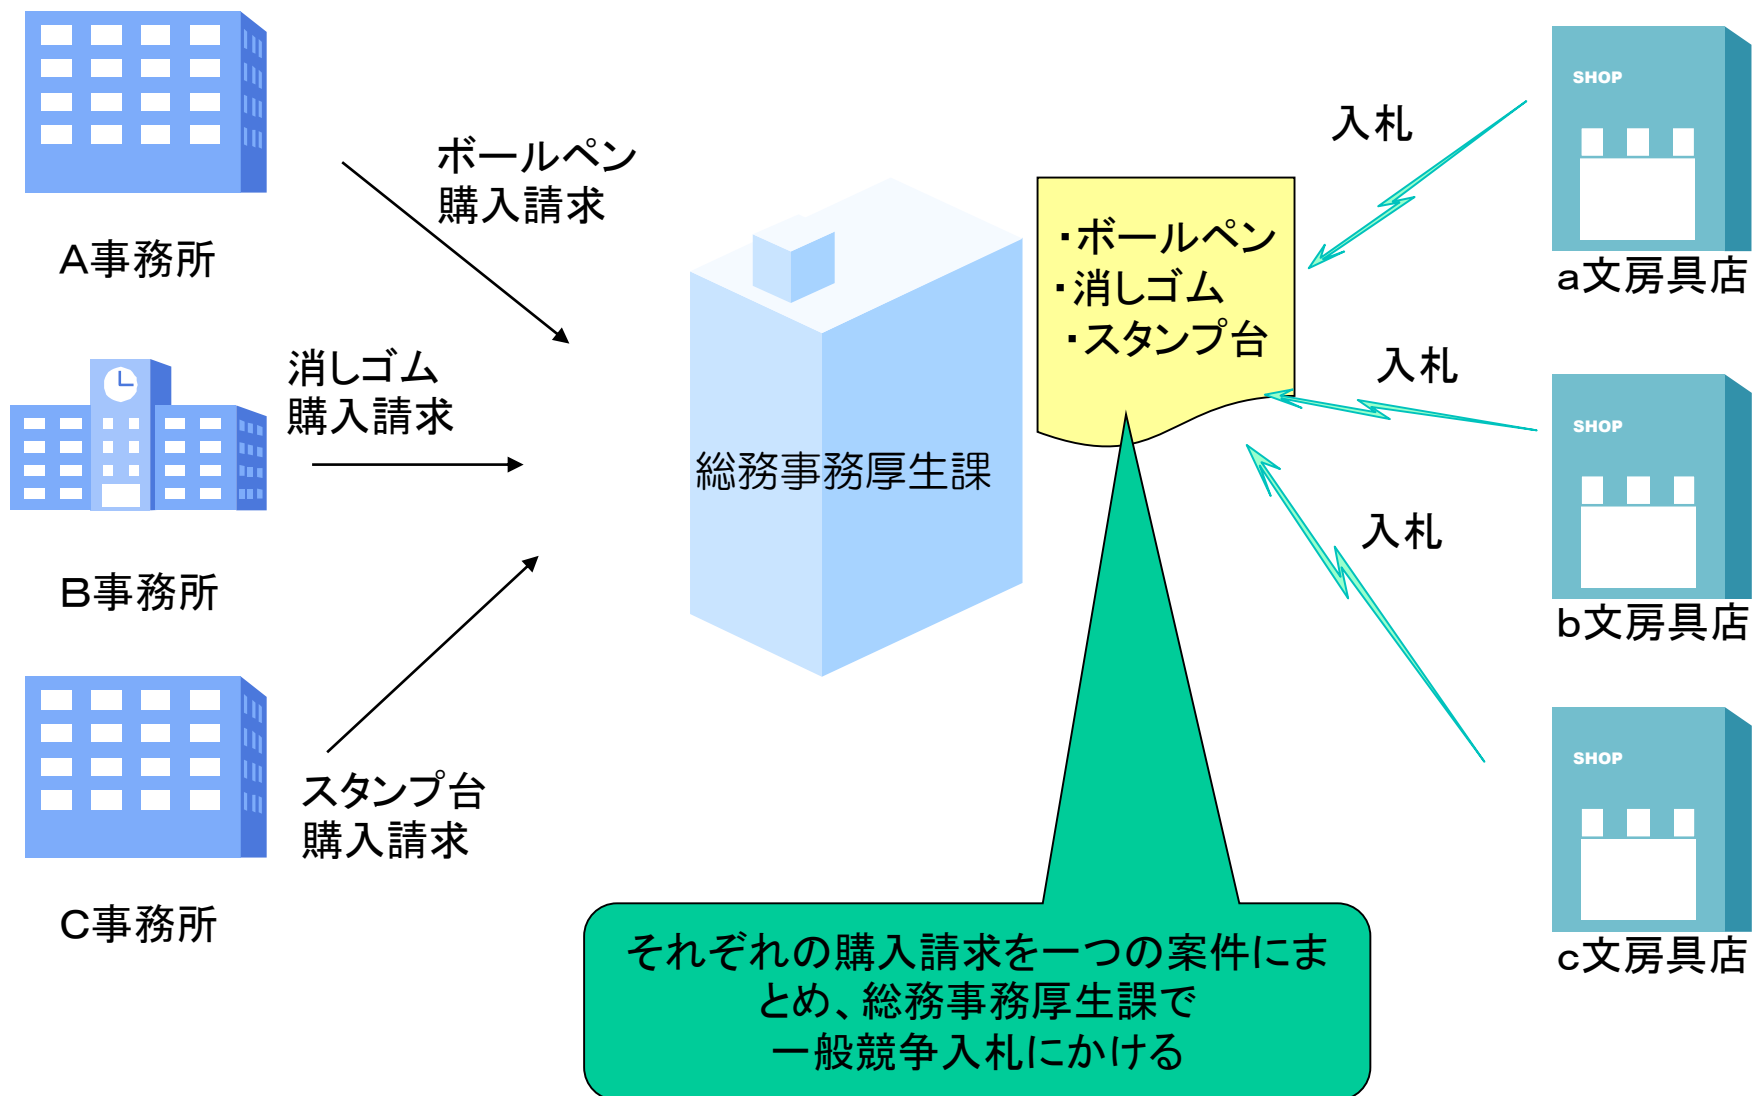 ボールペン
購入請求
A事務所
消しゴム
購入請求
B事務所
スタンプ台
購入請求
C事務所
総務事務厚生課
・ボールペン
・消しゴム
・スタンプ台
入札
SHOP
a文房具店
入札
SHOP
b文房具店
入札
SHOP
c文房具店
それぞれの購入請求を一つの案件にま
とめ、総務事務厚生課で
一般競争入札にかける